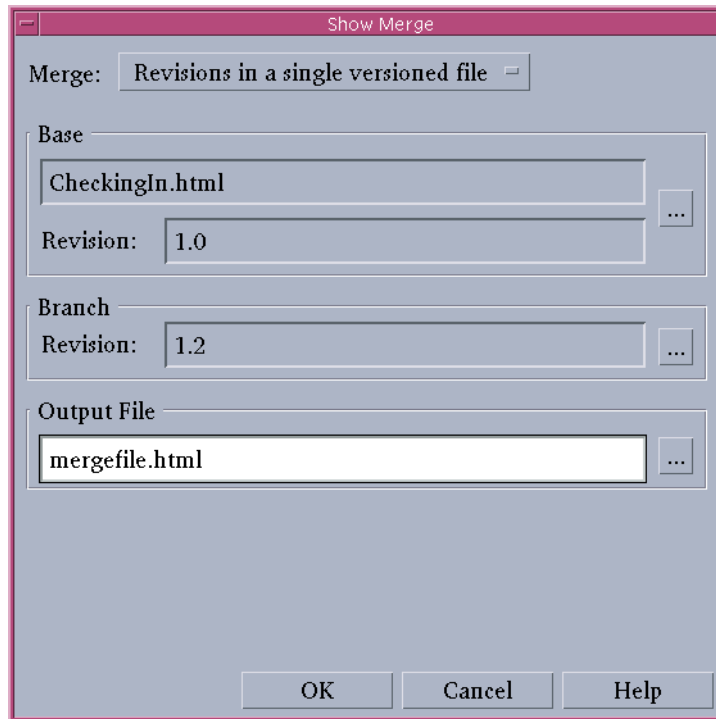 Show Merge
Merge: Revisions in a single versioned file
Base
CheckingIn.html
...
Revision: 1.0
Branch
Revision: 1.2
...
Output File
mergefile.html
...
OK Cancel Help